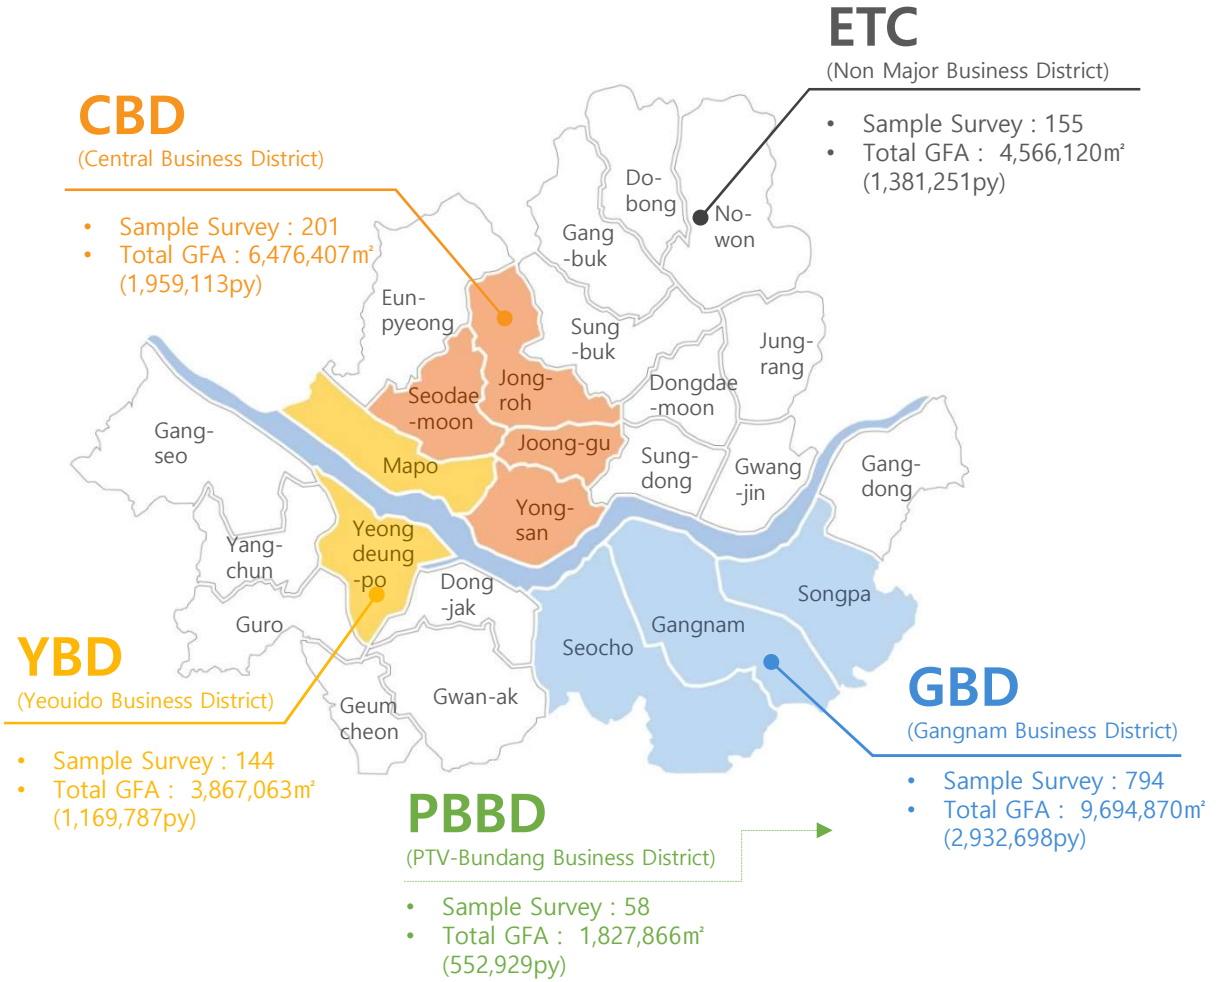 ETC
(Non Major Business District)
• Sample Survey : 155
• Total GFA : 4,566,120㎡
(1,381,251py)
CBD
(Central Business District)
• Sample Survey : 201
• Total GFA : 6,476,407㎡
(1,959,113py)
Do-
bong
No-
won
Gang
-buk
Eun-
pyeong
Sung
-buk
Jung-
rang
Jong-
roh
Seodae
-moon
Dongdae
-moon
Gang-
seo
Joong-gu
Mapo
Sung-
dong
Gwang
-jin
Gang-
dong
Yong-
san
Yeong
deung
-po
Yang-
chun
Dong
-jak
Songpa
Guro
Gangnam
Seocho
Gwan-ak
Geum
cheon
YBD
(Yeouido Business District)
• Sample Survey : 144
• Total GFA : 3,867,063㎡
(1,169,787py)
GBD
(Gangnam Business District)
• Sample Survey : 794
• Total GFA : 9,694,870㎡
(2,932,698py)
PBBD
(PTV-Bundang Business District)
• Sample Survey : 58
• Total GFA : 1,827,866㎡
(552,929py)